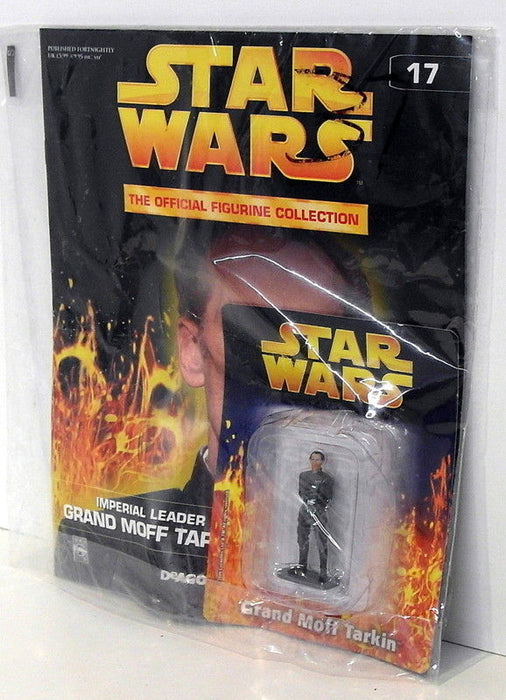 PUBLISHED FORTNIGHTLY
17
STAR
WARS
THE OFFICIAL FIGURINE COLLECTION
STAR
WARS
IMPERIAL LEADER
GRAND MOFF TAR
DEAGO
Grand Moff Tarkin